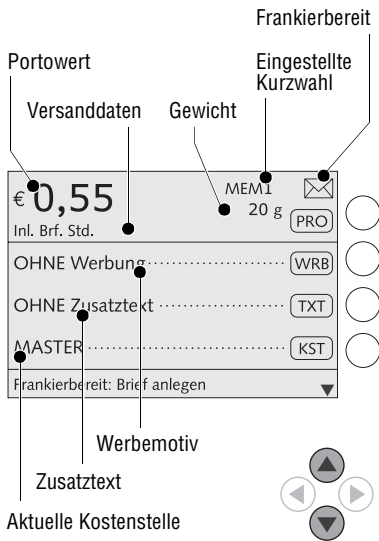 Frankierbereit
Portowert
Eingestellte
Kurzwahl
Versanddaten
Gewicht
€ 0,55
MEM1
20 g
PRO
Inl. Brf. Std.
OHNE Werbung
WRB
OHNE Zusatztext
TXT
MASTER
KST
Frankierbereit: Brief anlegen
Werbemotiv
Zusatztext
Aktuelle Kostenstelle